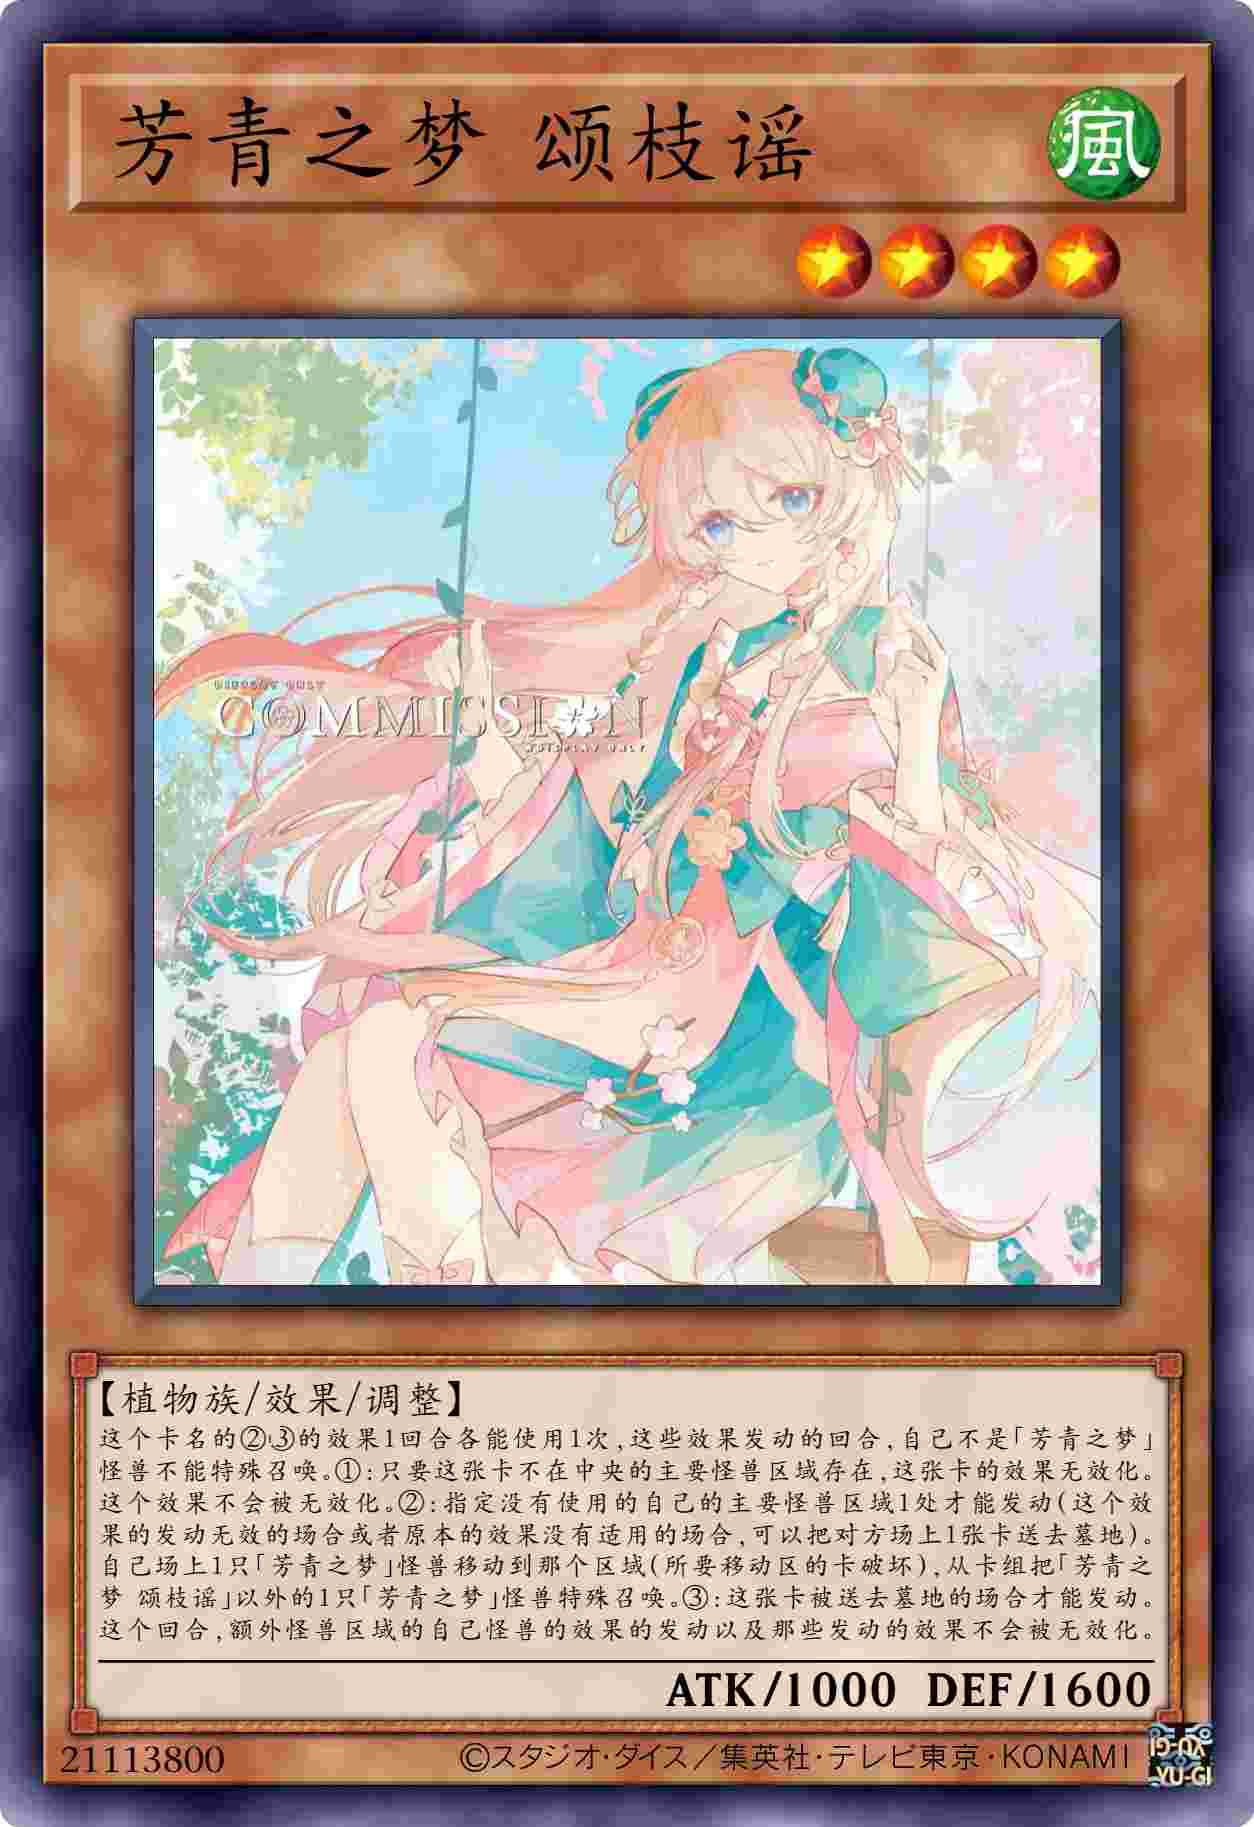 芳青之梦 颂枝谣
風
DISPLAY ONLY
COMMISSION
DISPLAY ONLY
【植物族/效果/调整】
这个卡名的②③的效果1回合各能使用1次,这些效果发动的回合,自己不是「芳青之梦」
怪兽不能特殊召唤。①:只要这张卡不在中央的主要怪兽区域存在,这张卡的效果无效化。
这个效果不会被无效化。②:指定没有使用的自己的主要怪兽区域1处才能发动(这个效
果的发动无效的场合或者原本的效果没有适用的场合,可以把对方场上1张卡送去墓地)。
自己场上1只「芳青之梦」怪兽移动到那个区域(所要移动区的卡破坏),从卡组把「芳青之
梦 颂枝谣」以外的1只「芳青之梦」怪兽特殊召唤。③:这张卡被送去墓地的场合才能发动。
这个回合,额外怪兽区域的自己怪兽的效果的发动以及那些发动的效果不会被无效化。
ATK/1000 DEF/1600
21113800
©スタジオ・ダイス／集英社・テレビ東京・KONAMI
YU-GI